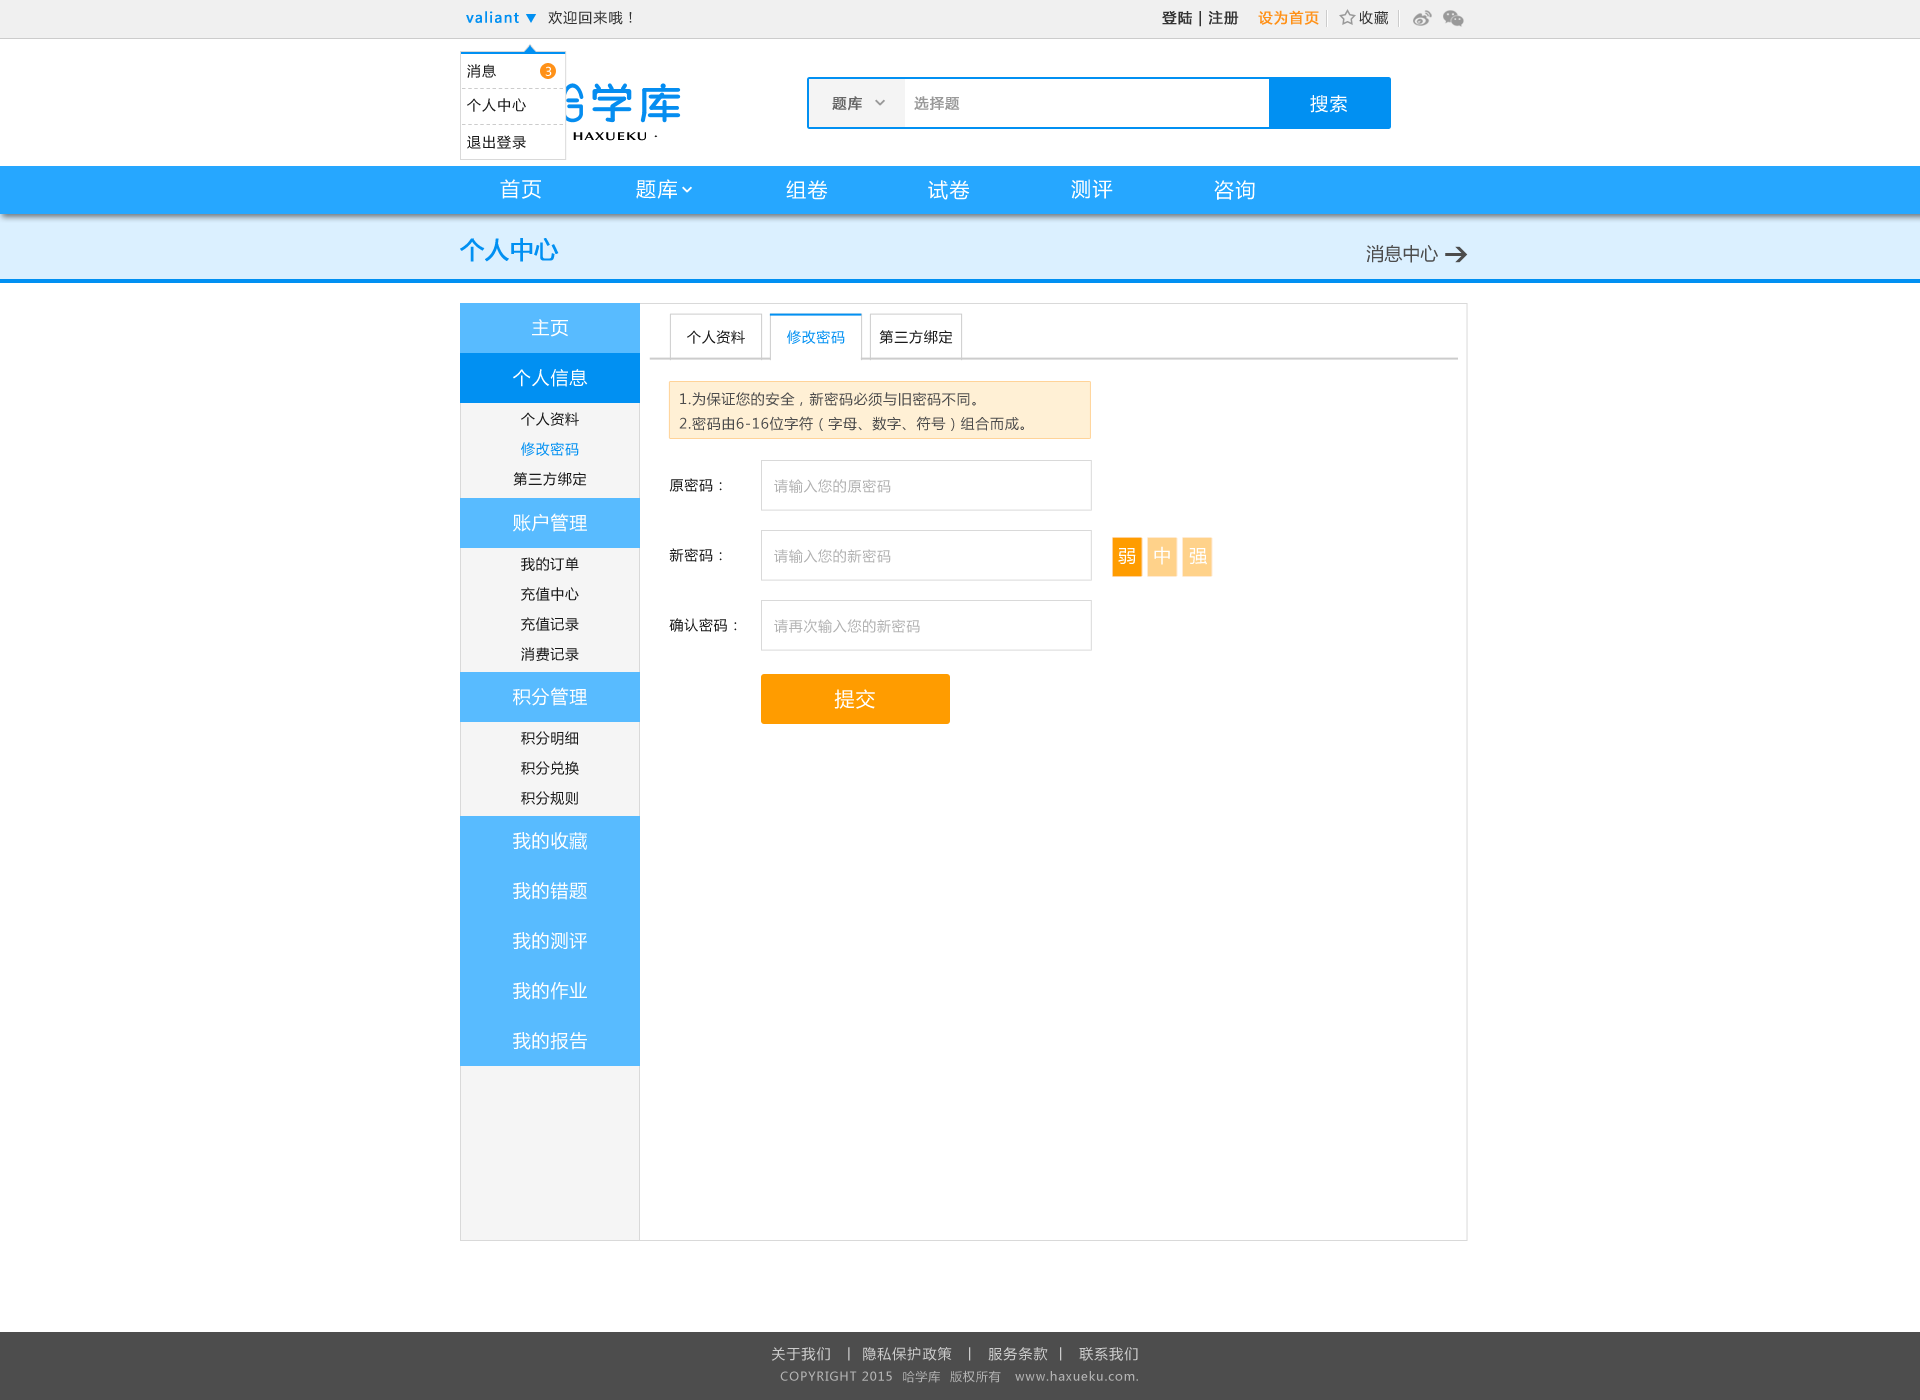 valiant ▼ 欢迎回来哦！
登陆 | 注册 设为首页 收藏
消息 3
个人中心
退出登录
哈学库
HAXUEKU ·
题库 选择题 搜索
首页 题库 组卷 试卷 测评 咨询
个人中心 消息中心
主页
个人信息
个人资料
修改密码
第三方绑定
账户管理
我的订单
充值中心
充值记录
消费记录
积分管理
积分明细
积分兑换
积分规则
我的收藏
我的错题
我的测评
我的作业
我的报告
个人资料 修改密码 第三方绑定
1.为保证您的安全，新密码必须与旧密码不同。
2.密码由6-16位字符（字母、数字、符号）组合而成。
原密码： 请输入您的原密码
新密码： 请输入您的新密码 弱 中 强
确认密码： 请再次输入您的新密码
提交
关于我们 | 隐私保护政策 | 服务条款 | 联系我们
COPYRIGHT 2015 哈学库 版权所有 www.haxueku.com.